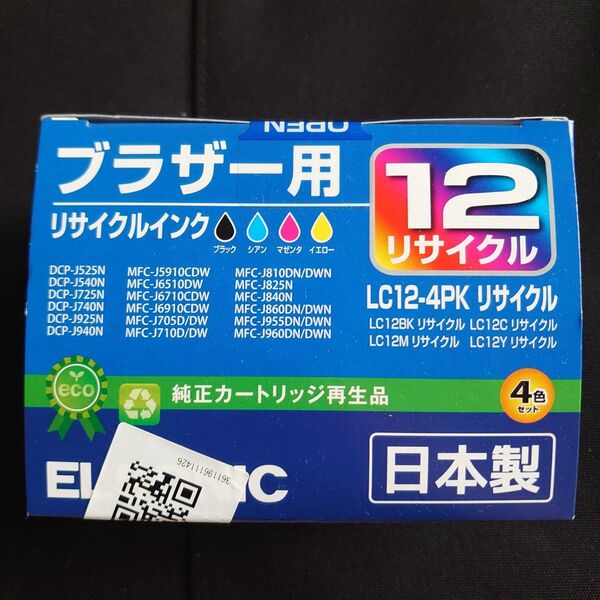 OPEN
ブラザー用
リサイクルインク
ブラック シアン マゼンタ イエロー
12
リサイクル
LC12-4PK リサイクル
LC12BK リサイクル LC12C リサイクル
LC12M リサイクル LC12Y リサイクル
DCP-J525N
DCP-J540N
DCP-J725N
DCP-J740N
DCP-J925N
DCP-J940N
MFC-J5910CDW
MFC-J6510DW
MFC-J6710CDW
MFC-J6910CDW
MFC-J705D/DW
MFC-J710D/DW
MFC-J810DN/DWN
MFC-J825N
MFC-J840N
MFC-J860DN/DWN
MFC-J955DN/DWN
MFC-J960DN/DWN
eco
純正カートリッジ再生品
4色
セット
日本製
3611196111426